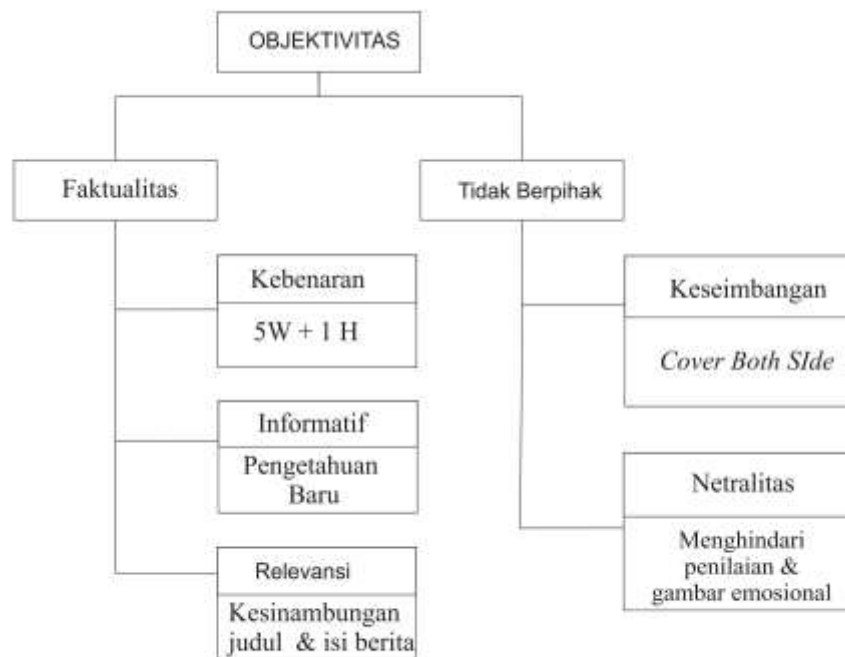 OBJEKTIVITAS
Faktualitas
Tidak Berpihak
Kebenaran
5W + 1 H
Informatif
Pengetahuan
Baru
Relevansi
Kesinambungan
judul & isi berita
Keseimbangan
Cover Both SIde
Netralitas
Menghindari
penilaian &
gambar emosional